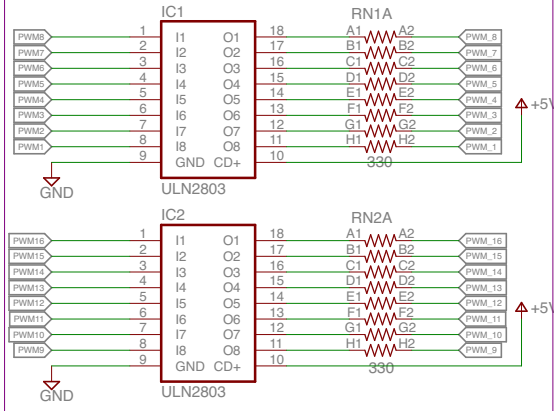 IC1 RN1A
PWM8 1 I1 O1 18 A1 A2 PWM_8
PWM7 2 I2 O2 17 B1 B2 PWM_7
PWM6 3 I3 O3 16 C1 C2 PWM_6
PWM5 4 I4 O4 15 D1 D2 PWM_5
PWM4 5 I5 O5 14 E1 E2 PWM_4
PWM3 6 I6 O6 13 F1 F2 PWM_3
PWM2 7 I7 O7 12 G1 G2 PWM_2
PWM1 8 I8 O8 11 H1 H2 PWM_1
9 GND CD+ 10 330 +5V
GND ULN2803
IC2 RN2A
PWM16 1 I1 O1 18 A1 A2 PWM_16
PWM15 2 I2 O2 17 B1 B2 PWM_15
PWM14 3 I3 O3 16 C1 C2 PWM_14
PWM13 4 I4 O4 15 D1 D2 PWM_13
PWM12 5 I5 O5 14 E1 E2 PWM_12
PWM11 6 I6 O6 13 F1 F2 PWM_11
PWM10 7 I7 O7 12 G1 G2 PWM_10
PWM9 8 I8 O8 11 H1 H2 PWM_9
9 GND CD+ 10 330 +5V
GND ULN2803